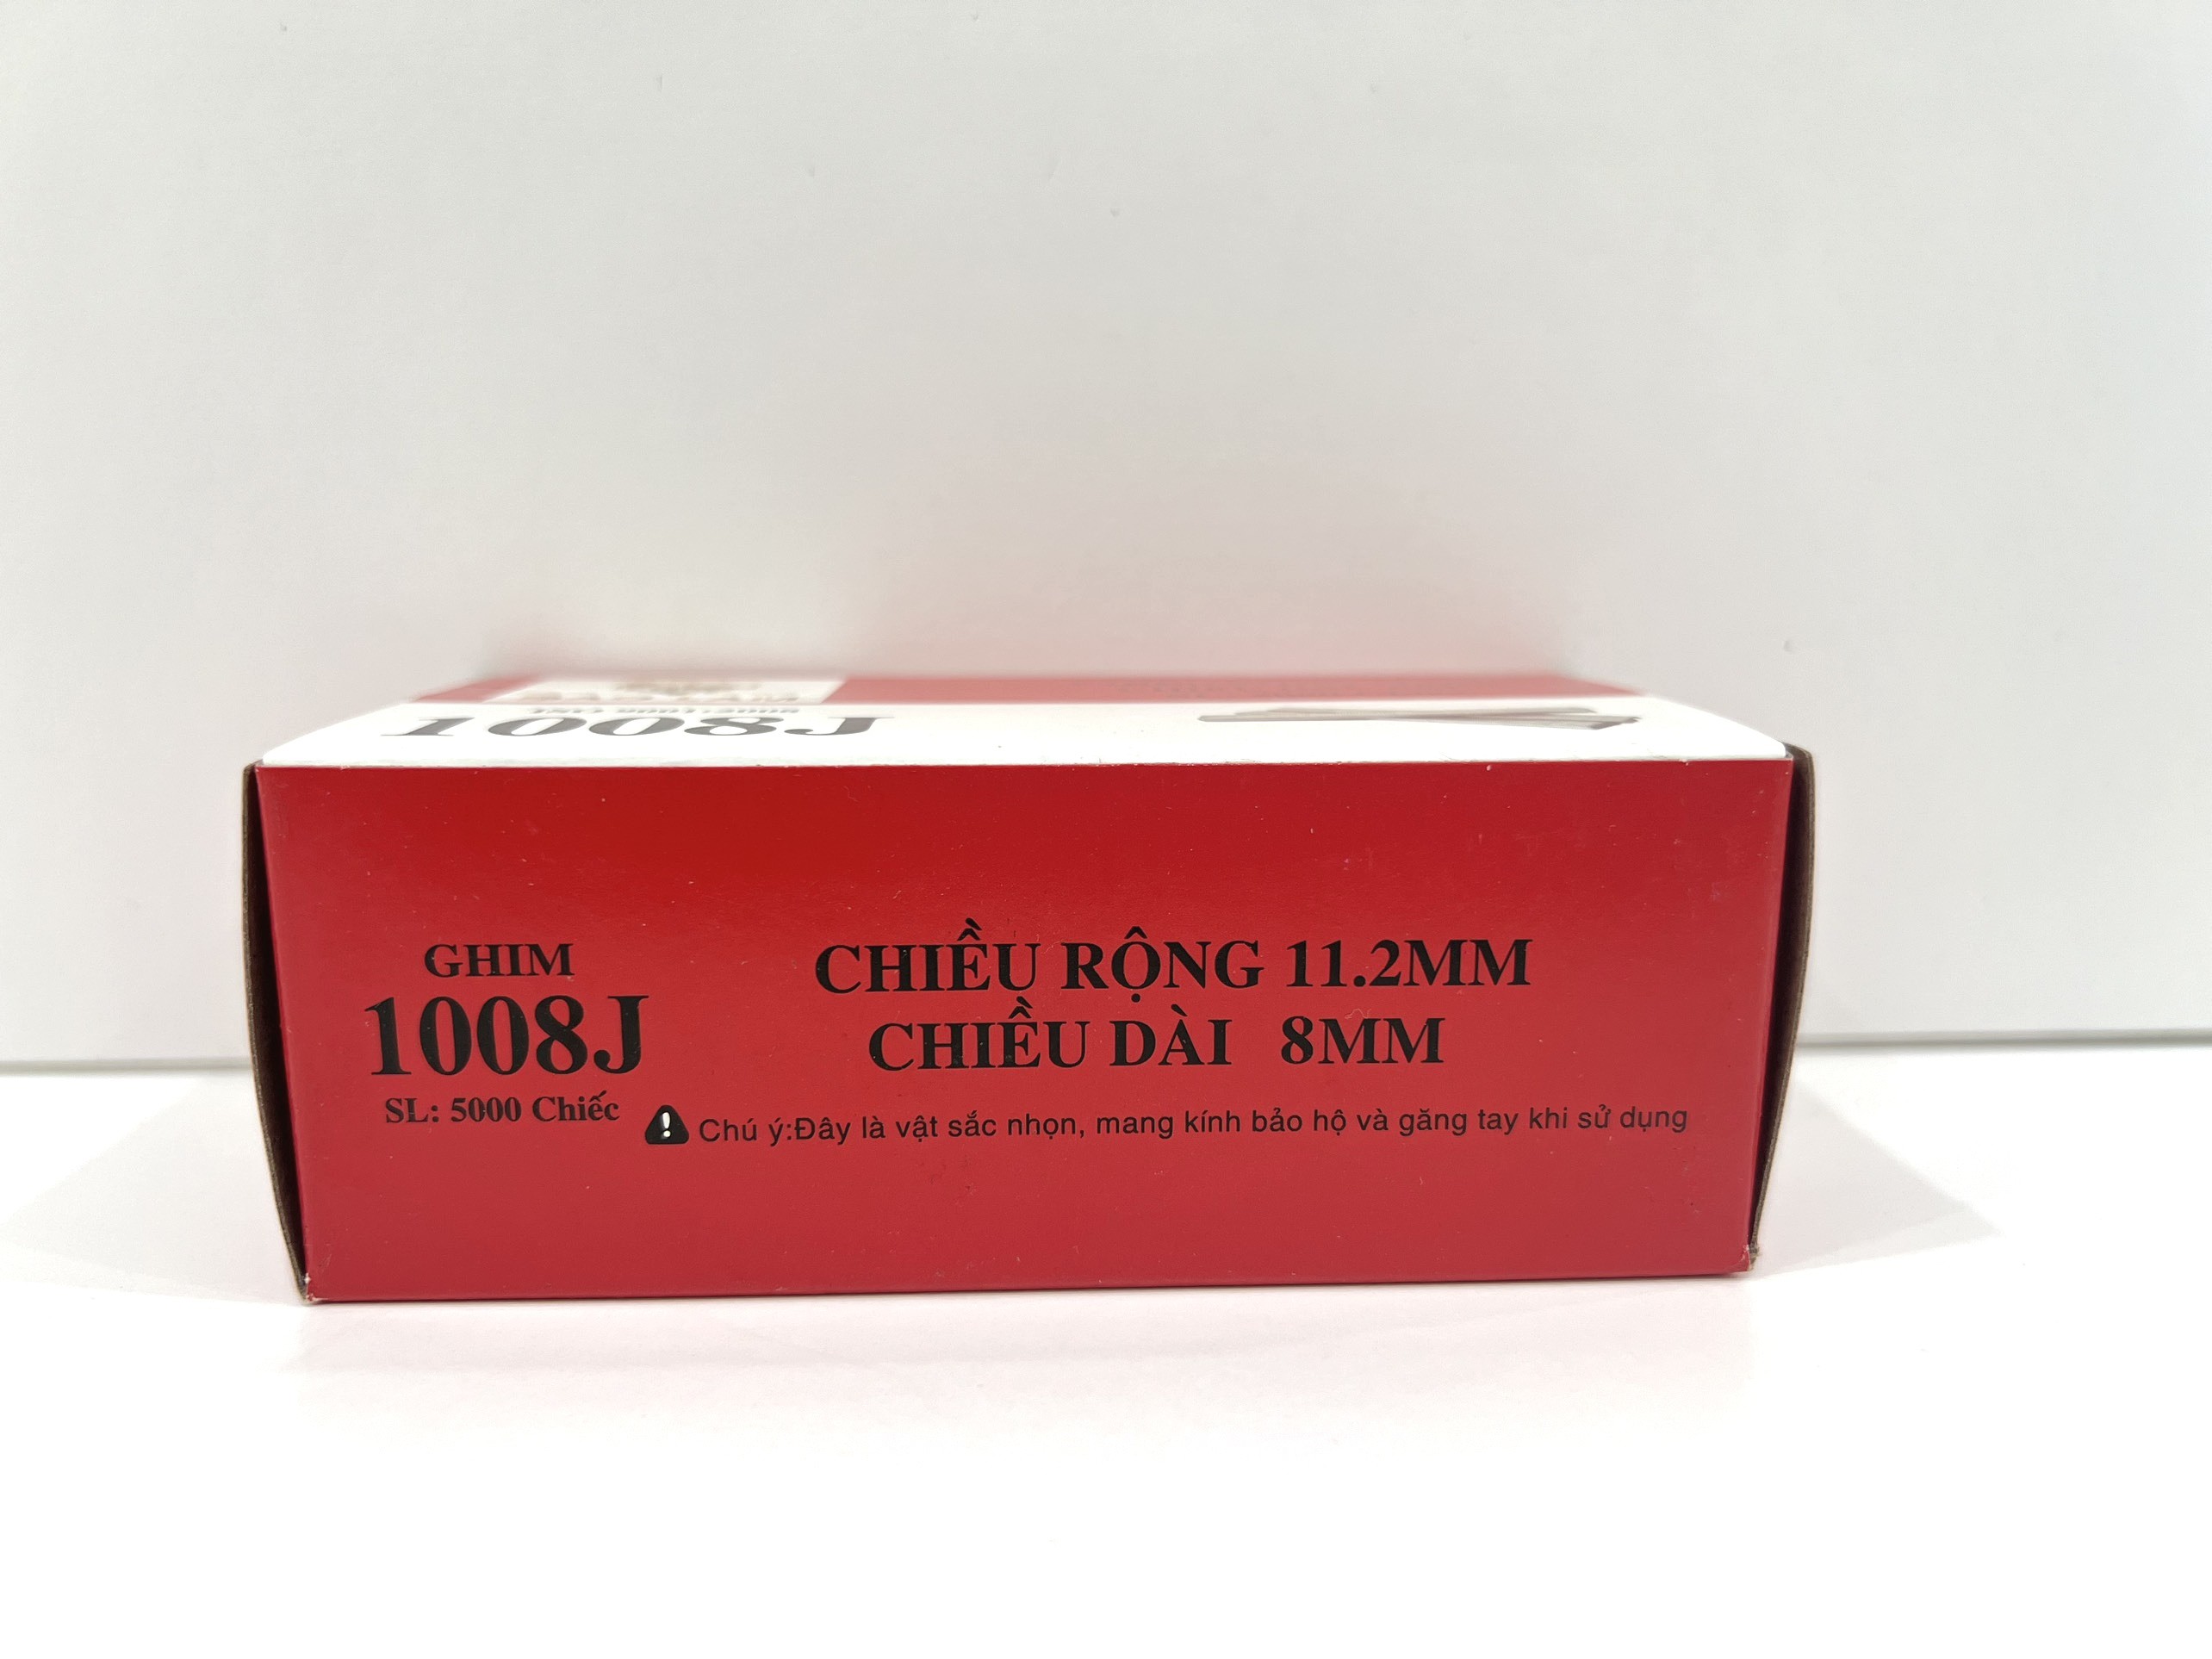 1008J
GHIM
1008J
SL: 5000 Chiếc
CHIỀU RỘNG 11.2MM
CHIỀU DÀI 8MM
Chú ý:Đây là vật sắc nhọn, mang kính bảo hộ và găng tay khi sử dụng